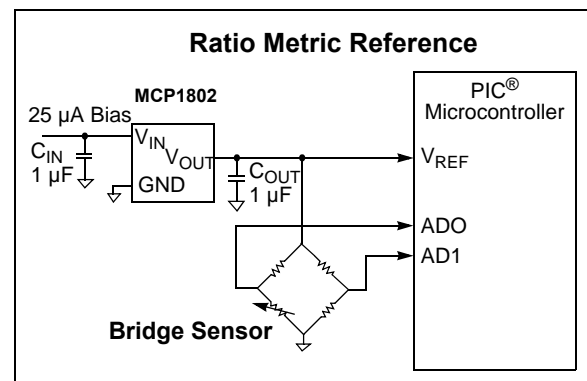 Ratio Metric Reference
PIC®
Microcontroller
MCP1802
25 µA Bias
VIN
VOUT
CIN
1 µF
GND
COUT
1 µF
VREF
ADO
AD1
Bridge Sensor